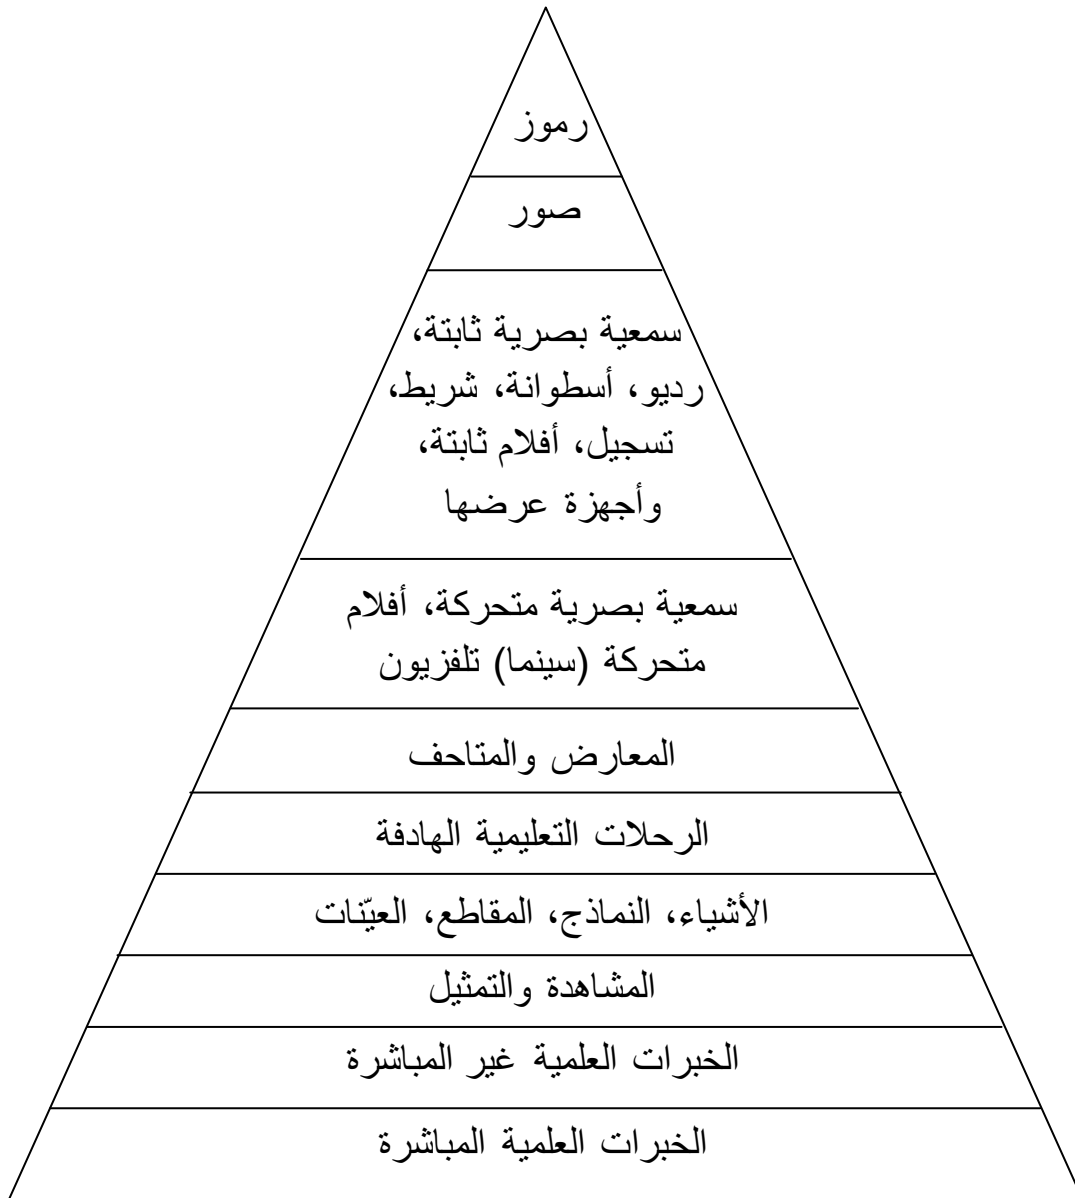 رموز
صور
سمعية بصرية ثابتة،
رديو، أسطوانة، شريط،
تسجيل، أفلام ثابتة،
وأجهزة عرضها
سمعية بصرية متحركة، أفلام
متحركة (سينما) تلفزيون
المعارض والمتاحف
الرحلات التعليمية الهادفة
الأشياء، النماذج، المقاطع، العيّنات
المشاهدة والتمثيل
الخبرات العلمية غير المباشرة
الخبرات العلمية المباشرة